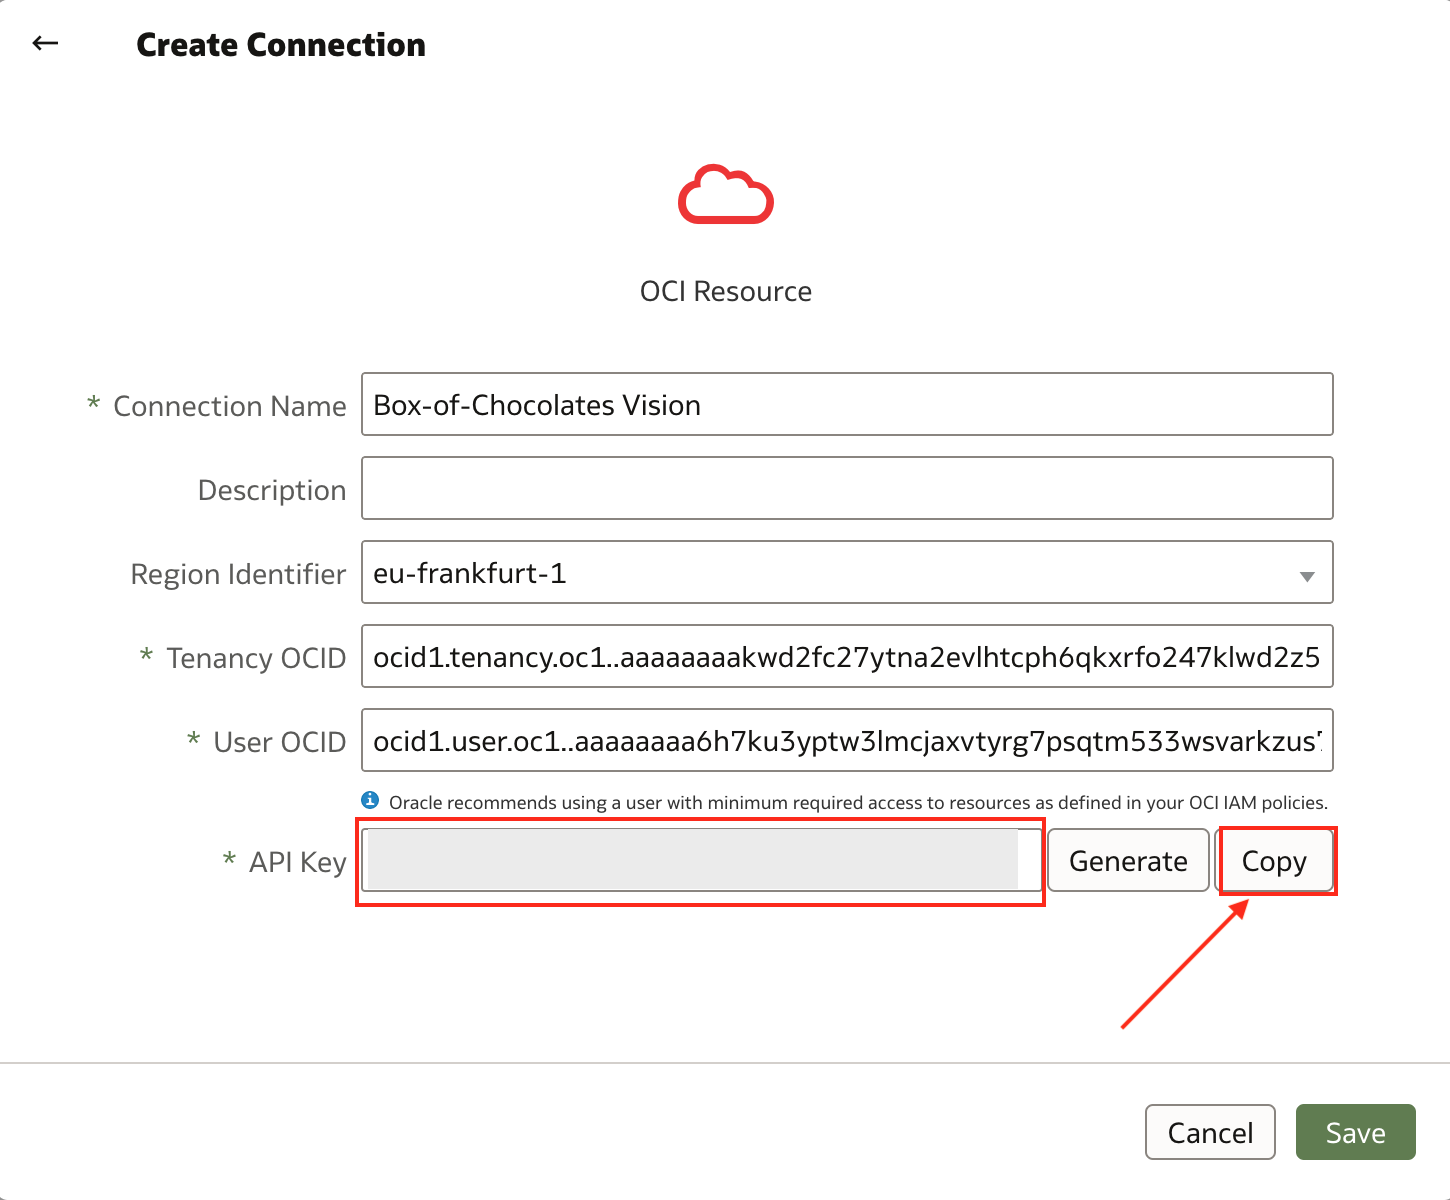 Create Connection
OCI Resource
* Connection Name Box-of-Chocolates Vision
Description
Region Identifier eu-frankfurt-1
* Tenancy OCID ocid1.tenancy.oc1..aaaaaaaakwd2fc27ytna2evlhtcph6qkxrfo247klwd2z5
* User OCID ocid1.user.oc1..aaaaaaaa6h7ku3yptw3lmcjaxvtyrg7psqtm533wsvarkzus
Oracle recommends using a user with minimum required access to resources as defined in your OCI IAM policies.
* API Key Generate Copy
Cancel Save